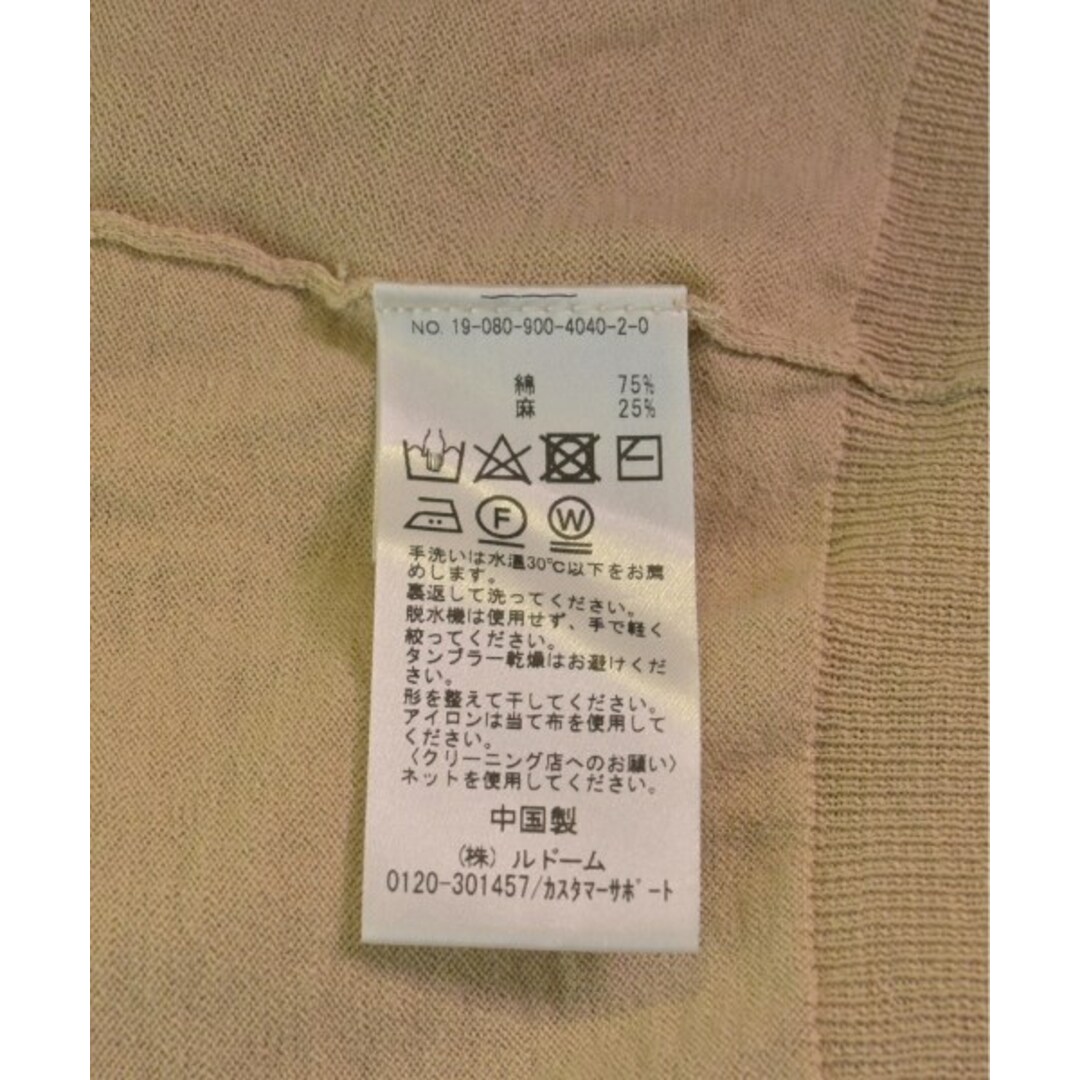 NO. 19-080-900-4040-2-0
綿 75%
麻 25%
F W
手洗いは水温30℃以下をお薦
めします。
裏返して洗ってください。
脱水機は使用せず、手で軽く
絞ってください。
タンブラー乾燥はお避けくだ
さい。
形を整えて干してください。
アイロンは当て布を使用して
ください。
〈クリーニング店へのお願い〉
ネットを使用してください。
中国製
(株) ルドーム
0120-301457/カスタマーサポート